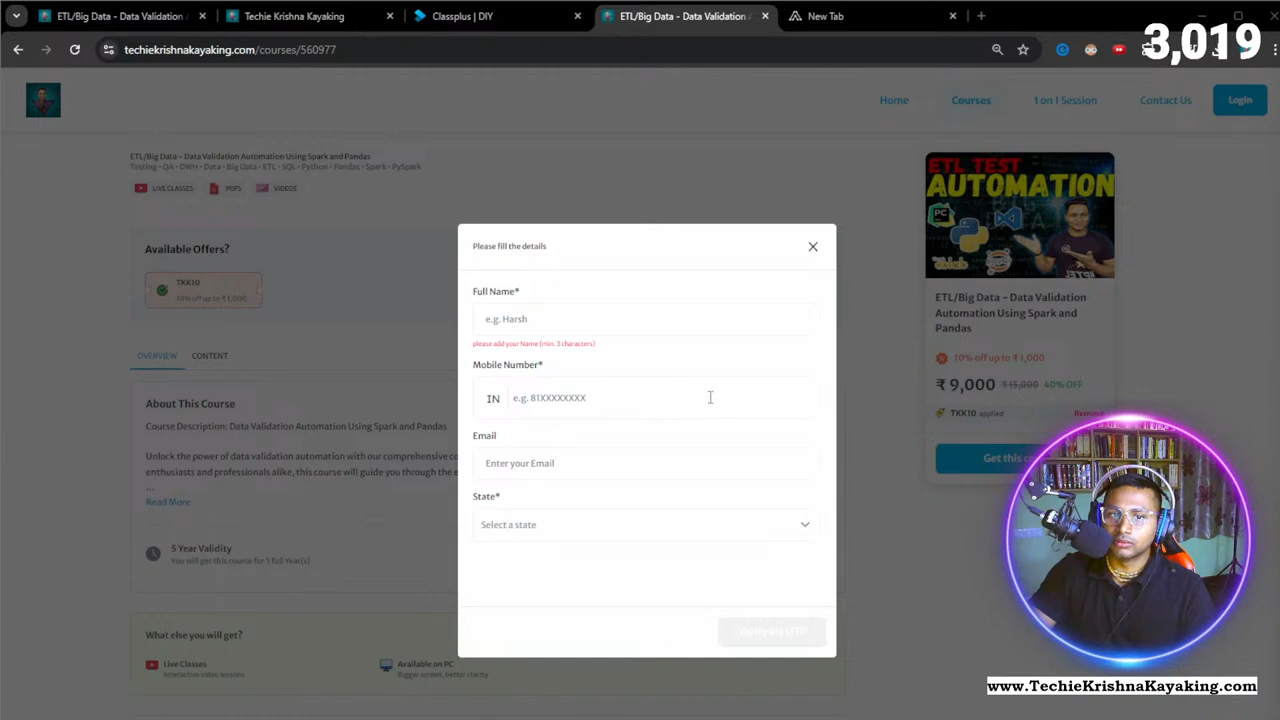 ETL/Big Data - Data Validation
Techie Krishna Kayaking
Classplus | DIY
ETL/Big Data - Data Validation
New Tab
techiekrishnakayaking.com/courses/560977
3,019
Home
Courses
1 on 1 Session
Contact Us
Login
ETL/Big Data - Data Validation Automation Using Spark and Pandas
Testing • QA • DWH • Data • Big Data • ETL • SQL • Python • Pandas • Spark • PySpark
LIVE CLASSES
PDFS
VIDEOS
Available Offers?
TKK10
10% off up to ₹ 1,000
OVERVIEW
CONTENT
About This Course
Course Description: Data Validation Automation Using Spark and Pandas
Unlock the power of data validation automation with our comprehensive
enthusiasts and professionals alike, this course will guide you through the
...
Read More
5 Year Validity
You will get this course for 5 full Year(s)
What else you will get?
Live Classes
Interactive video lessons
Available on PC
Bigger screen, better clarity
Please fill the details
Full Name*
e.g. Harsh
please add your Name (min. 3 characters)
Mobile Number*
IN
e.g. 81XXXXXXXX
Email
Enter your Email
State*
Select a state
ETL TEST
AUTOMATION
PC
ETL/Big Data - Data Validation
Automation Using Spark and
Pandas
10% off up to ₹ 1,000
₹ 9,000 ₹ 15,000 40% OFF
TKK10 applied
Remove
Get this
www.TechieKrishnaKayaking.com